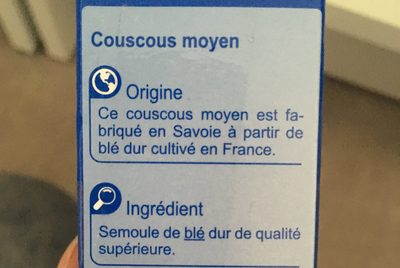 Couscous moyen
Origine
Ce couscous moyen est fa-
briqué en Savoie à partir de
blé dur cultivé en France.
Ingrédient
Semoule de blé dur de qualité
supérieure.